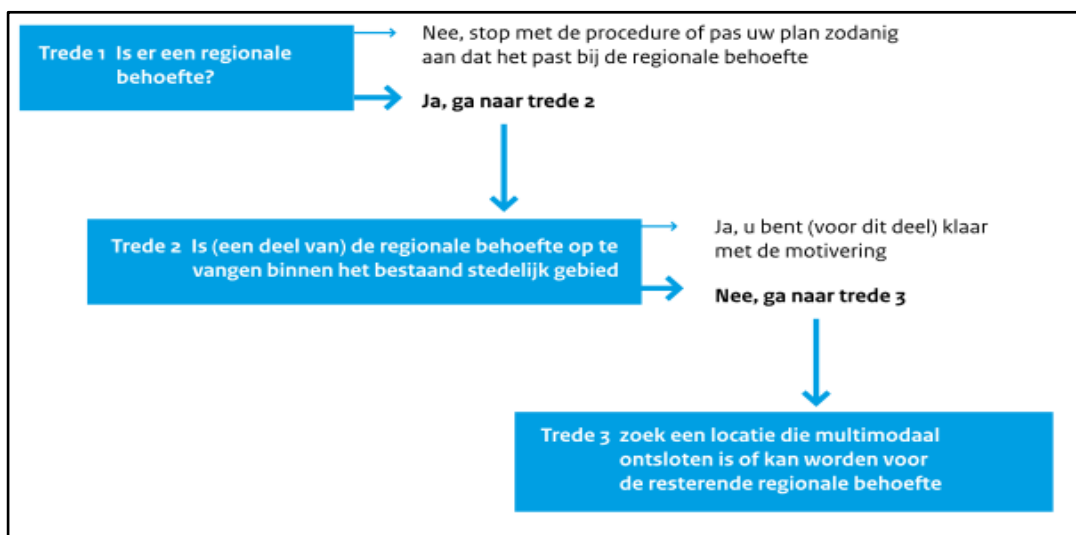 Trede 1 Is er een regionale
behoefte?
Nee, stop met de procedure of pas uw plan zodanig
aan dat het past bij de regionale behoefte
Ja, ga naar trede 2
Trede 2 Is (een deel van) de regionale behoefte op te
vangen binnen het bestaand stedelijk gebied
Ja, u bent (voor dit deel) klaar
met de motivering
Nee, ga naar trede 3
Trede 3 zoek een locatie die multimodaal
ontsloten is of kan worden voor
de resterende regionale behoefte